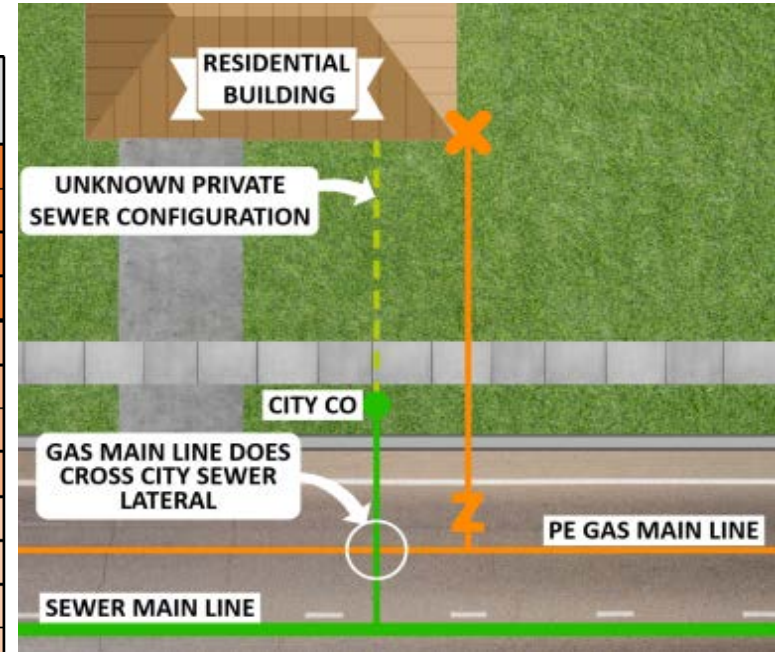 RESIDENTIAL
BUILDING
UNKNOWN PRIVATE
SEWER CONFIGURATION
CITY CO
GAS MAIN LINE DOES
CROSS CITY SEWER
LATERAL
Z
PE GAS MAIN LINE
SEWER MAIN LINE